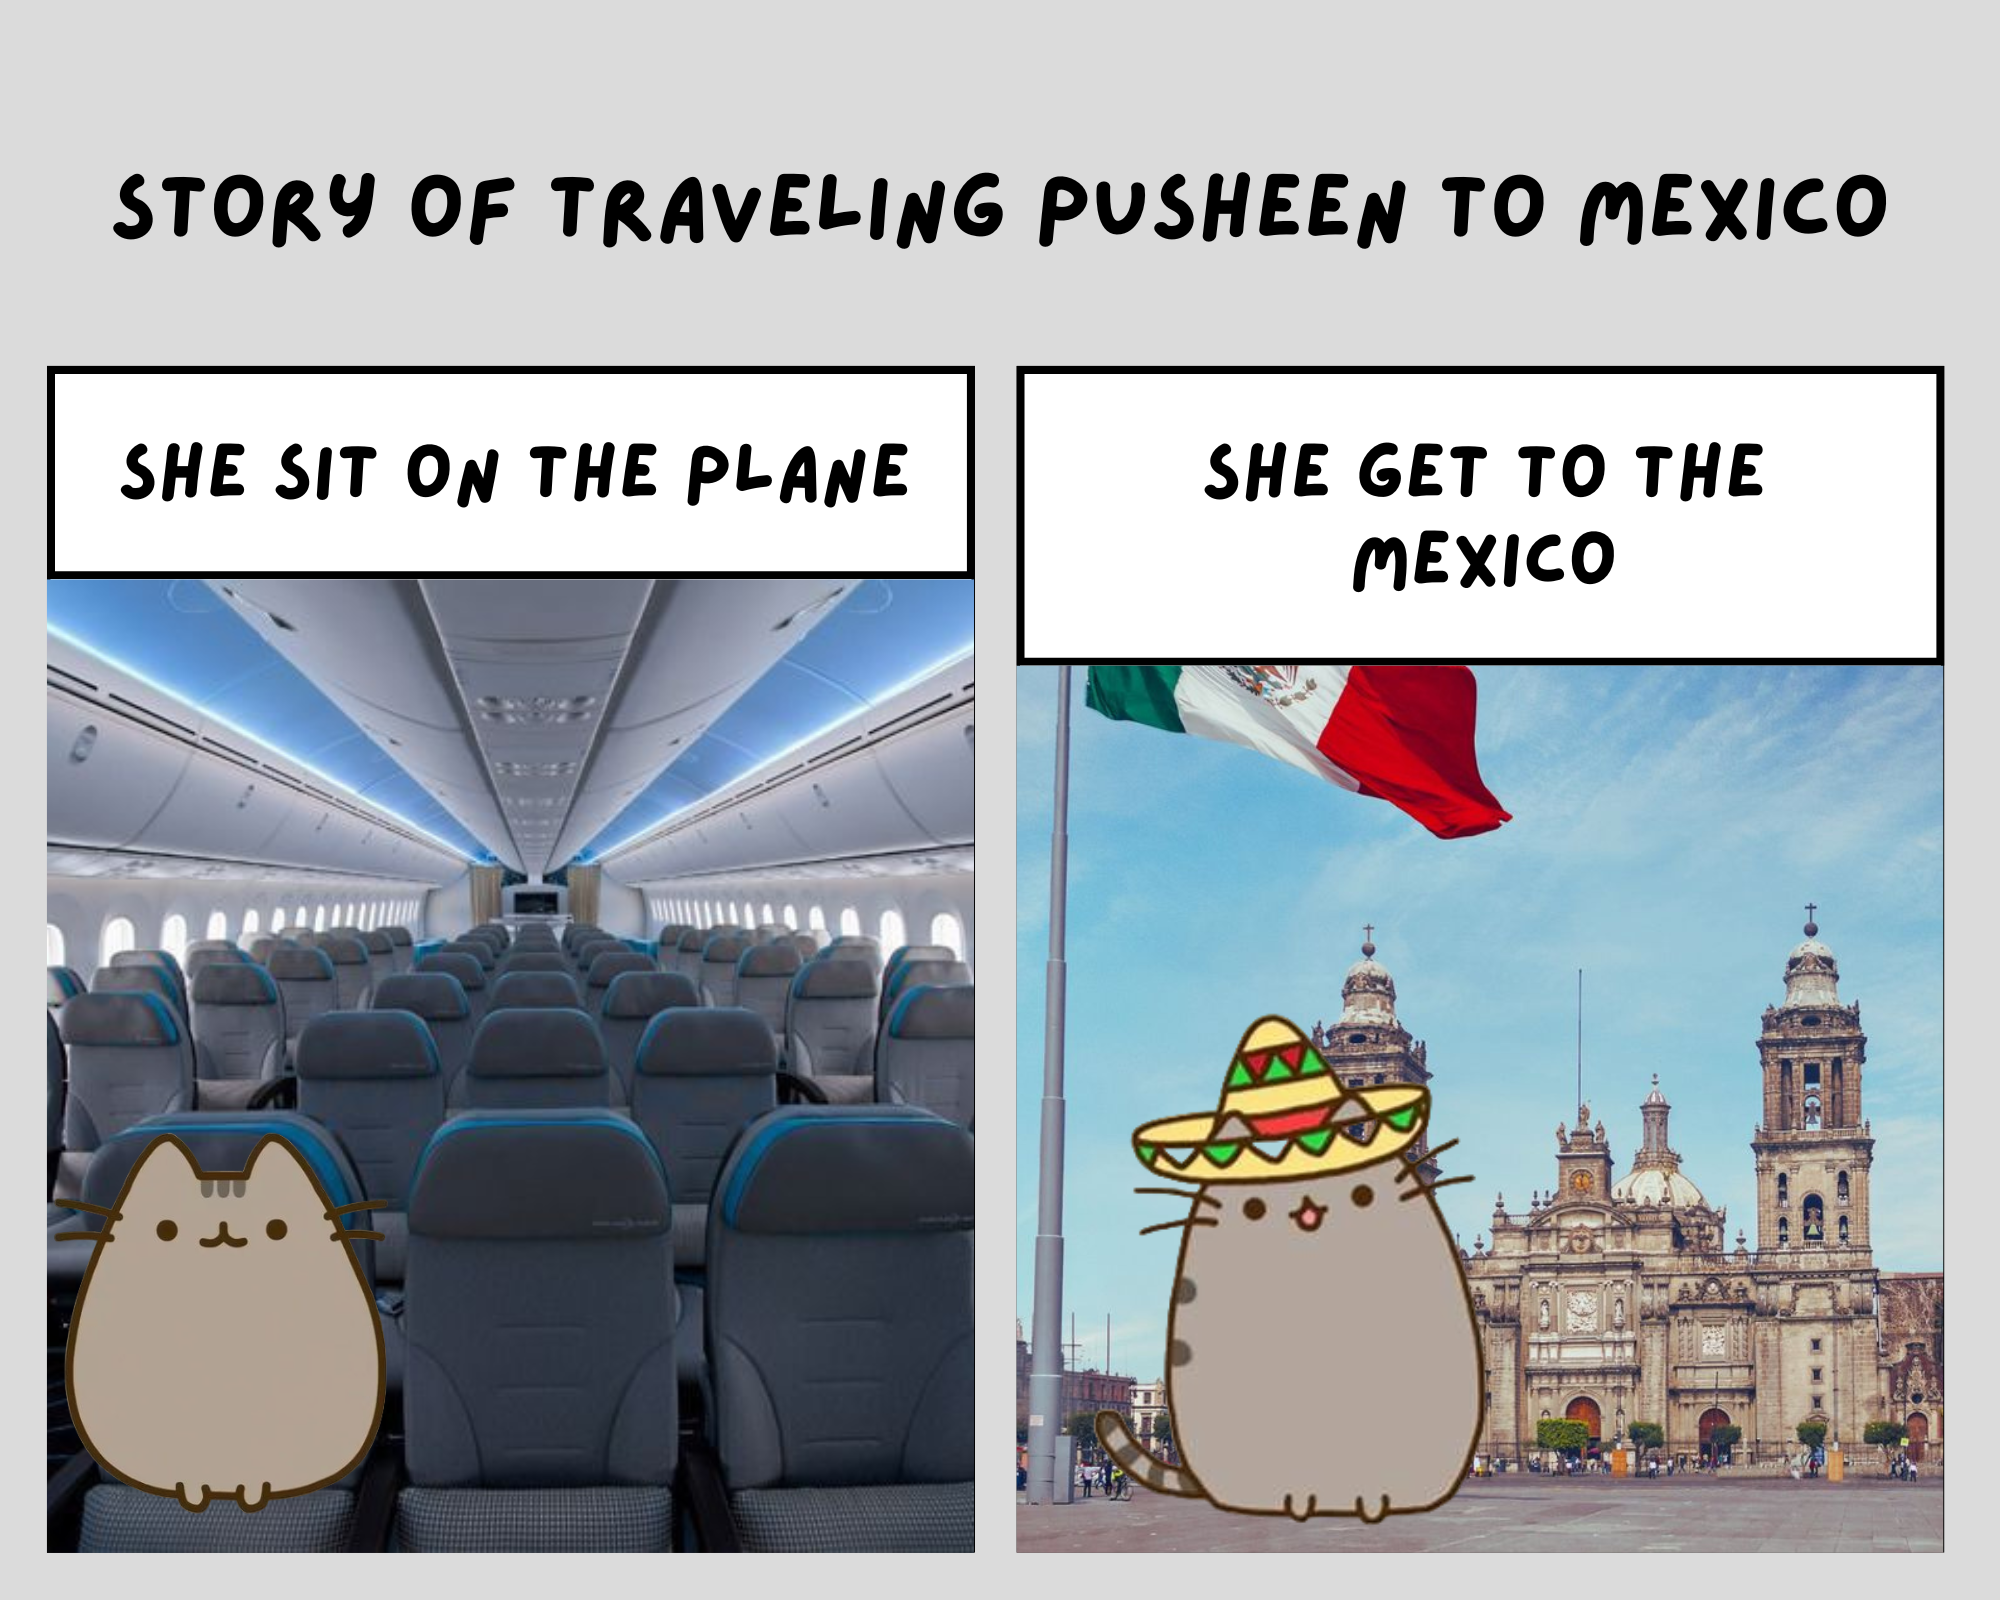 STORY OF TRAVELING PUSHEEN TO MEXICO
SHE SIT ON THE PLANE
SHE GET TO THE
MEXICO